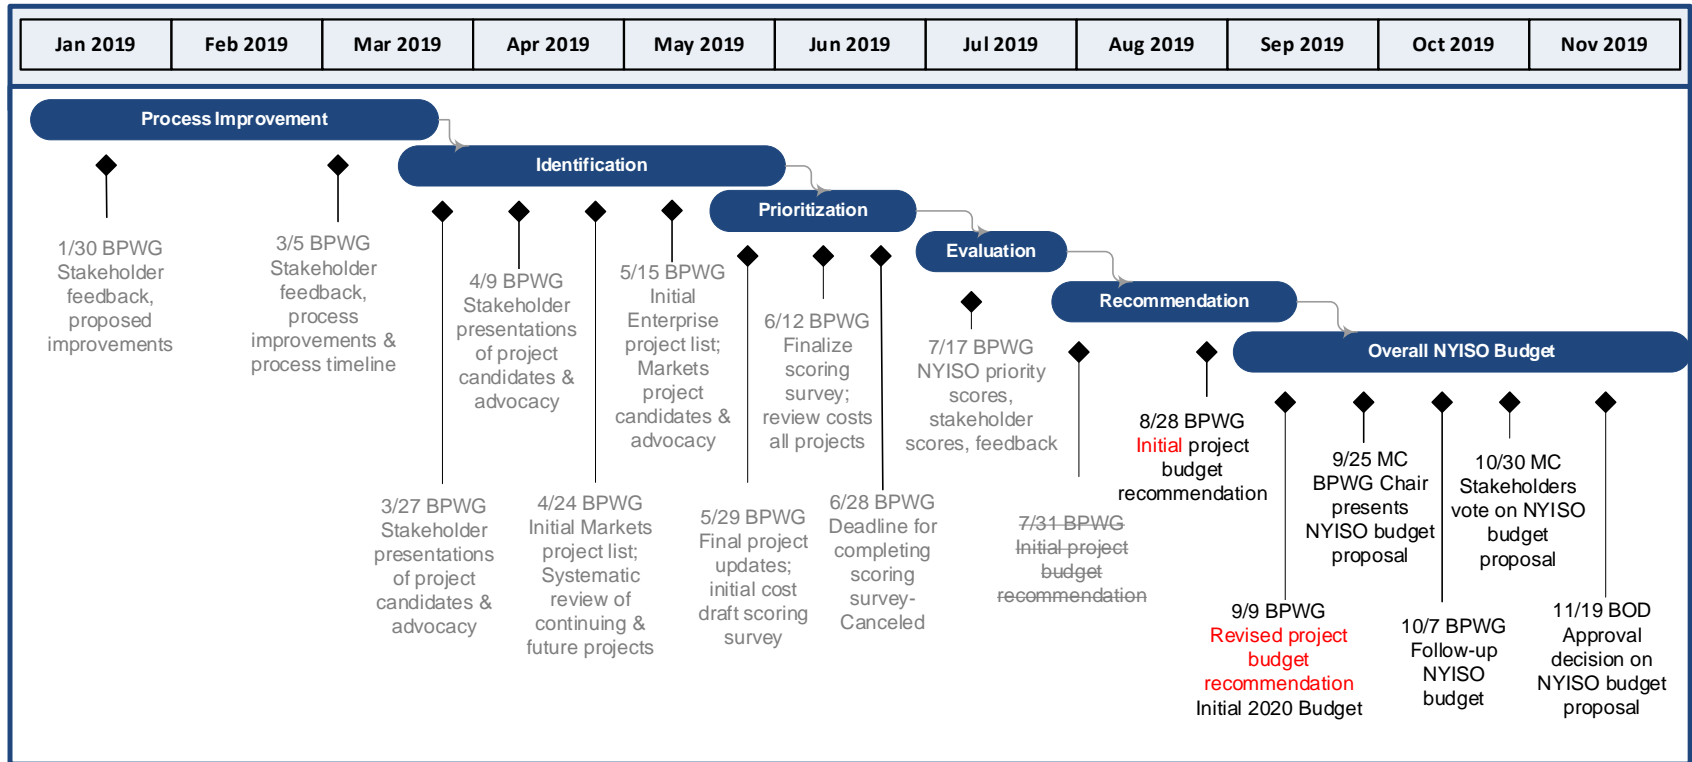 Jan 2019
Feb 2019
Mar 2019
Apr 2019
May 2019
Jun 2019
Jul 2019
Aug 2019
Sep 2019
Oct 2019
Nov 2019
Process Improvement
Identification
Prioritization
Evaluation
Recommendation
Overall NYISO Budget
1/30 BPWG
Stakeholder
feedback,
proposed
improvements
3/5 BPWG
Stakeholder
feedback,
process
improvements &
process timeline
3/27 BPWG
Stakeholder
presentations
of project
candidates &
advocacy
4/9 BPWG
Stakeholder
presentations
of project
candidates &
advocacy
4/24 BPWG
Initial Markets
project list;
Systematic
review of
continuing &
future projects
5/15 BPWG
Initial
Enterprise
project list;
Markets
project
candidates &
advocacy
5/29 BPWG
Final project
updates;
initial cost
draft scoring
survey
6/12 BPWG
Finalize
scoring
survey;
review costs
all projects
6/28 BPWG
Deadline for
completing
scoring
survey-
Canceled
7/17 BPWG
NYISO priority
scores,
stakeholder
scores, feedback
7/31 BPWG
Initial project
budget
recommendation
8/28 BPWG
Initial project
budget
recommendation
9/9 BPWG
Revised project
budget
recommendation
Initial 2020 Budget
9/25 MC
BPWG Chair
presents
NYISO budget
proposal
10/7 BPWG
Follow-up
NYISO
budget
10/30 MC
Stakeholders
vote on NYISO
budget
proposal
11/19 BOD
Approval
decision on
NYISO budget
proposal